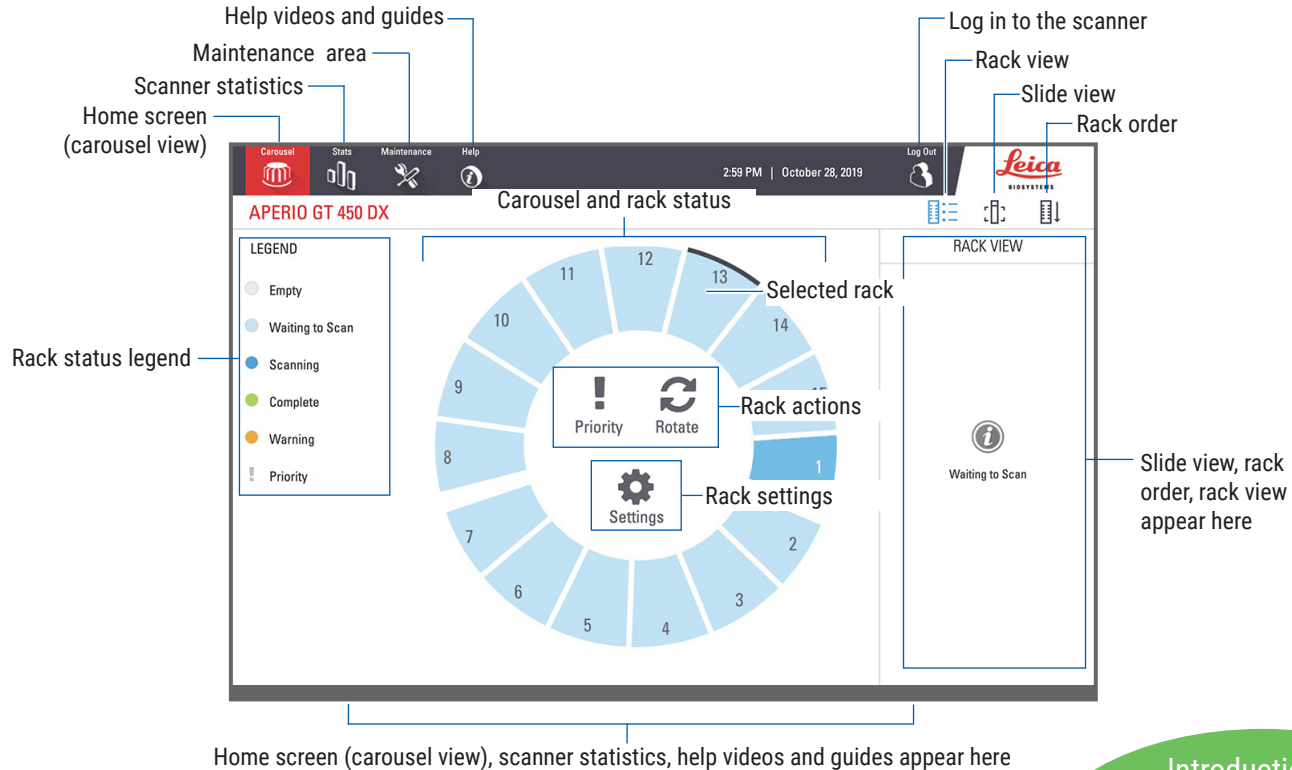 Help videos and guides
Maintenance area
Scanner statistics
Home screen
(carousel view)
Log in to the scanner
Rack view
Slide view
Rack order
Carousel
Stats
Maintenance
Help
2:59 PM | October 28, 2019
Log Out
Leica
BIOSYSTEMS
APERIO GT 450 DX
Carousel and rack status
LEGEND
Empty
Waiting to Scan
Scanning
Complete
Warning
Priority
Rack status legend
RACK VIEW
Waiting to Scan
11
12
13
Selected rack
10
14
9
8
1
7
2
6
3
5
4
Priority
Rotate
Rack actions
Settings
Rack settings
Slide view, rack
order, rack view
appear here
Home screen (carousel view), scanner statistics, help videos and guides appear here